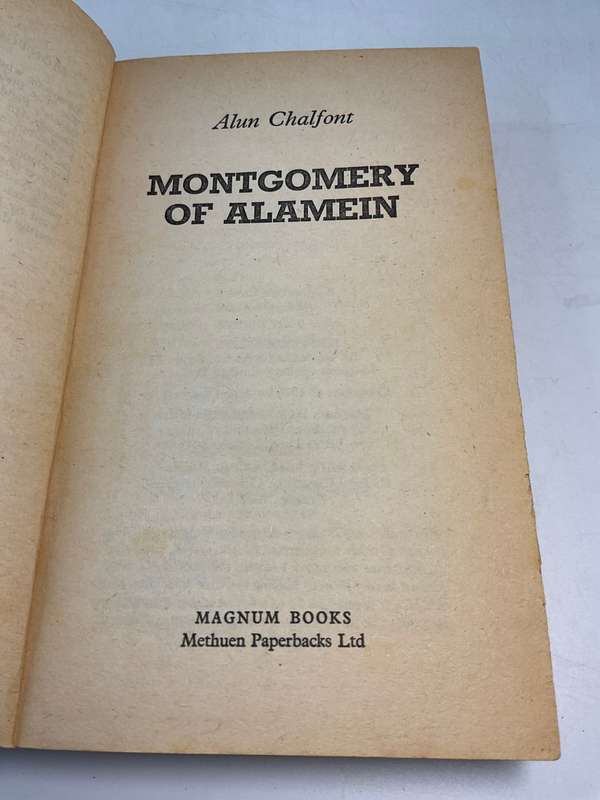 Alun Chalfont
MONTGOMERY
OF ALAMEIN
MAGNUM BOOKS
Methuen Paperbacks Ltd